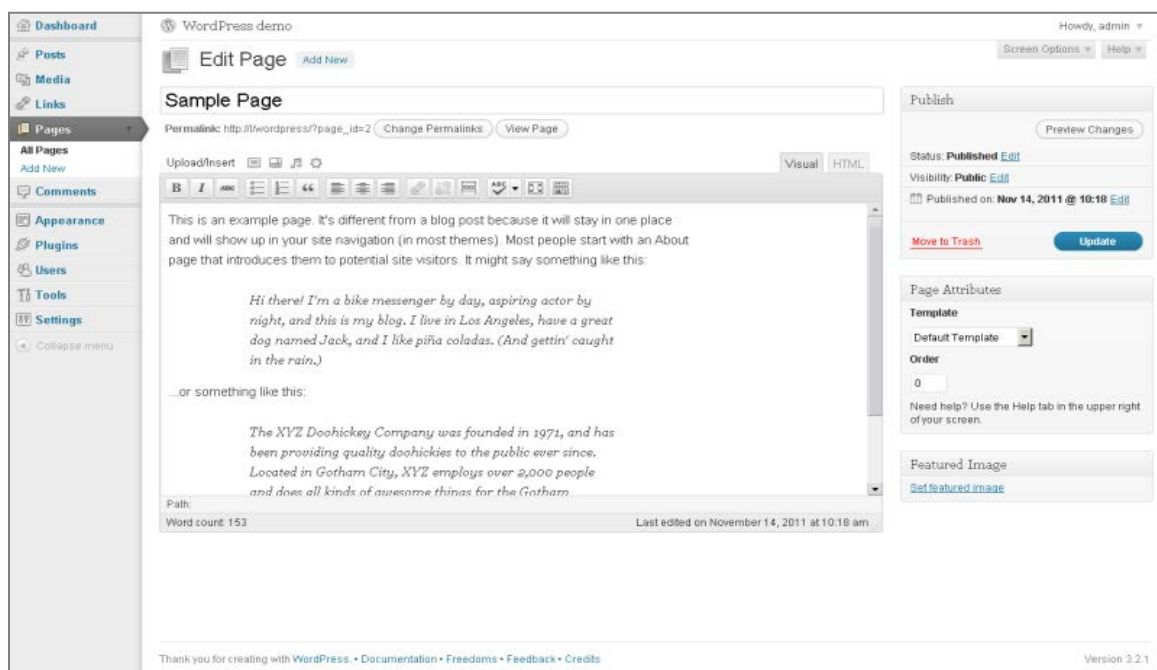 Dashboard
Posts
Media
Links
Pages
All Pages
Add New
Comments
Appearance
Plugins
Users
Tools
Settings
Collapse menu
WordPress demo
Howdy, admin
Screen Options
Help
Edit Page Add New
Sample Page
Permalink: http://l/wordpress/?page_id=2 Change Permalinks View Page
Upload/Insert
Visual HTML
B I ABC ABC
This is an example page. It's different from a blog post because it will stay in one place
and will show up in your site navigation (in most themes). Most people start with an About
page that introduces them to potential site visitors. It might say something like this:
Hi there! I'm a bike messenger by day, aspiring actor by
night, and this is my blog. I live in Los Angeles, have a great
dog named Jack, and I like piña coladas. (And gettin' caught
in the rain.)
...or something like this:
The XYZ Doohickey Company was founded in 1971, and has
been providing quality doohickies to the public ever since.
Located in Gotham City, XYZ employs over 2,000 people
and does all kinds of awesome things for the Gotham
Path:
Word count: 153
Last edited on November 14, 2011 at 10:18 am
Publish
Preview Changes
Status: Published Edit
Visibility: Public Edit
Published on: Nov 14, 2011 @ 10:18 Edit
Move to Trash
Update
Page Attributes
Template
Default Template
Order
0
Need help? Use the Help tab in the upper right
of your screen.
Featured Image
Set featured image
Thank you for creating with WordPress. • Documentation • Freedoms • Feedback • Credits
Version 3.2.1